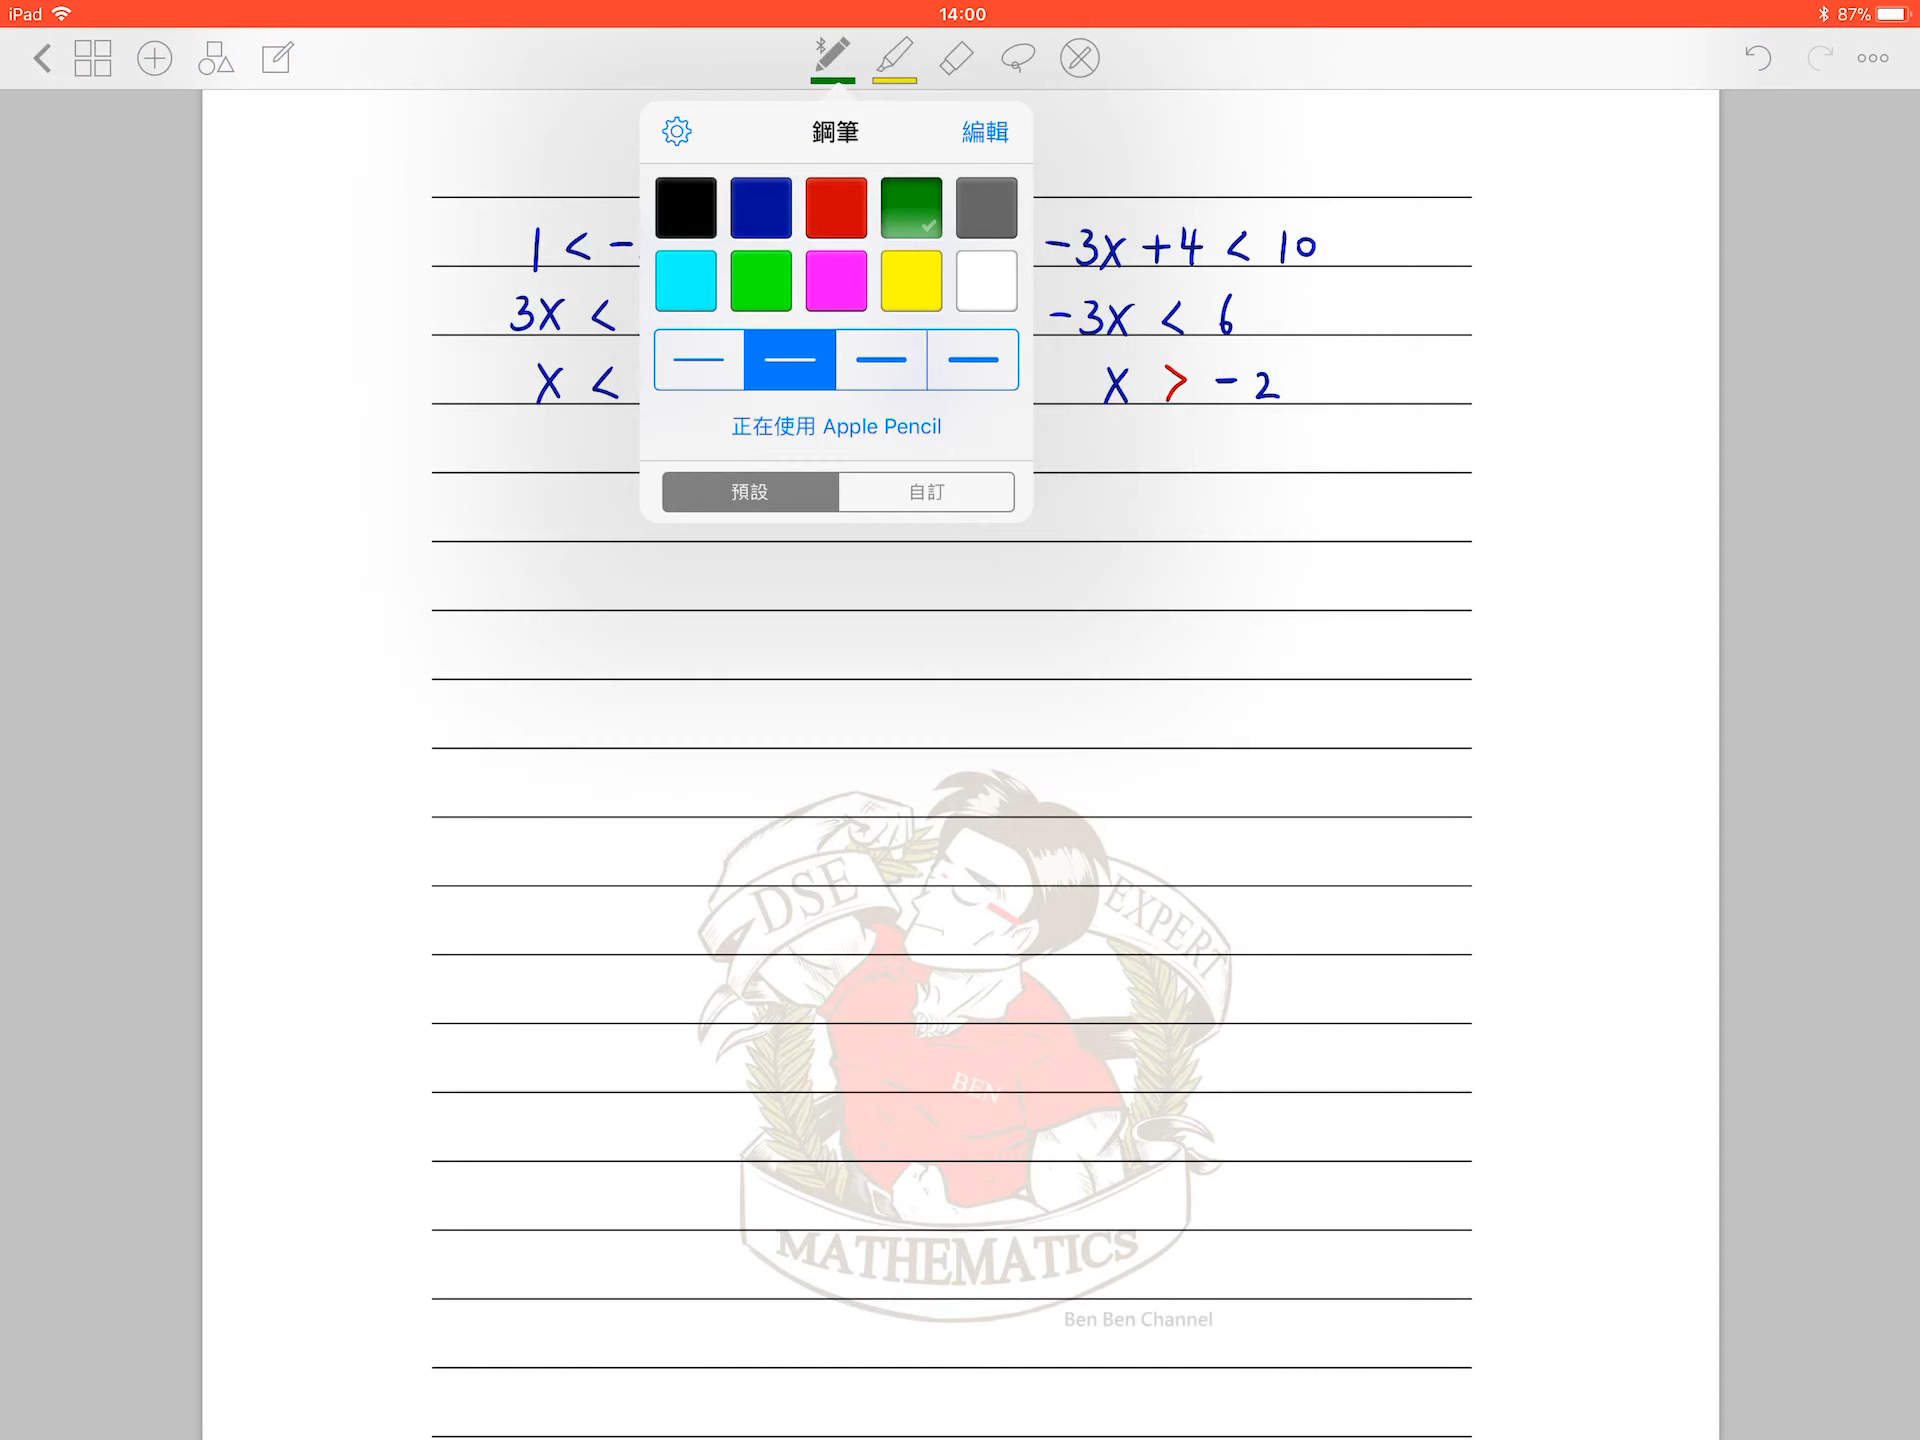 iPad 14:00 87%
鋼筆 編輯
1 < - -3x + 4 < 10
3x < -3x < 6
x < x > -2
正在使用 Apple Pencil
預設 自訂
DSE EXPERT
BEN
MATHEMATICS
Ben Ben Channel